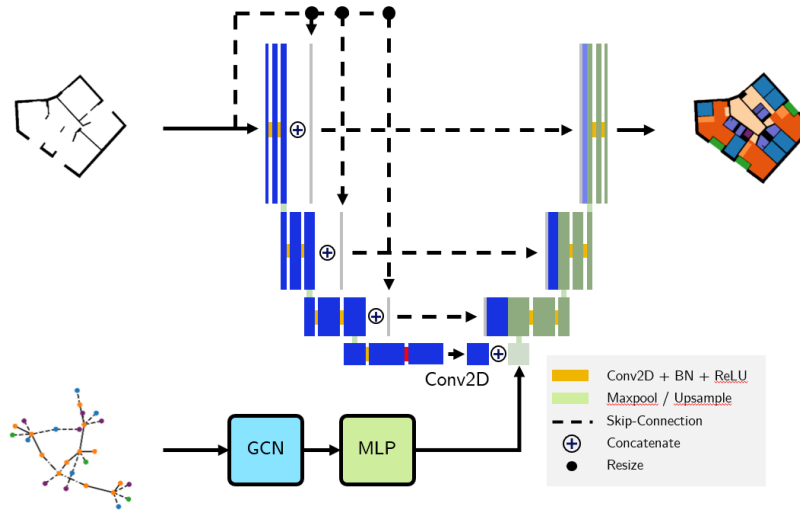 Conv2D
GCN
MLP
Conv2D + BN + ReLU
Maxpool / Upsample
Skip-Connection
Concatenate
Resize